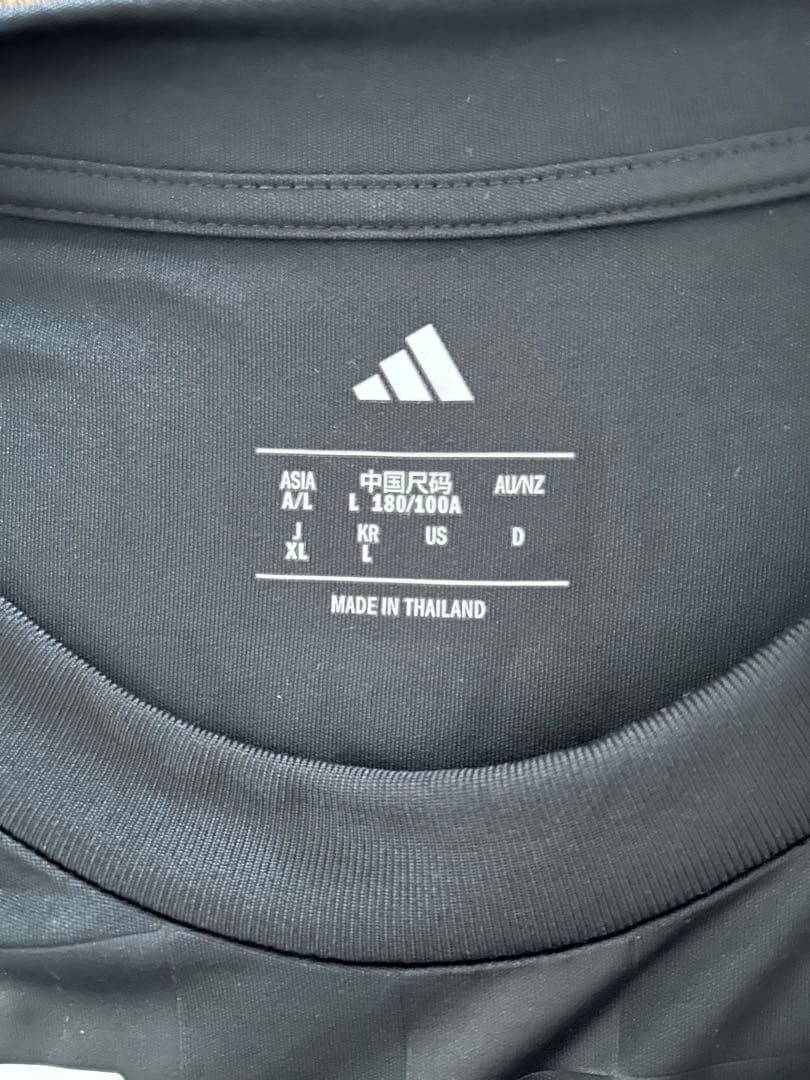 ASIA 中国尺码 AU/NZ
A/L L 180/100A
J KR US D
XL L
MADE IN THAILAND